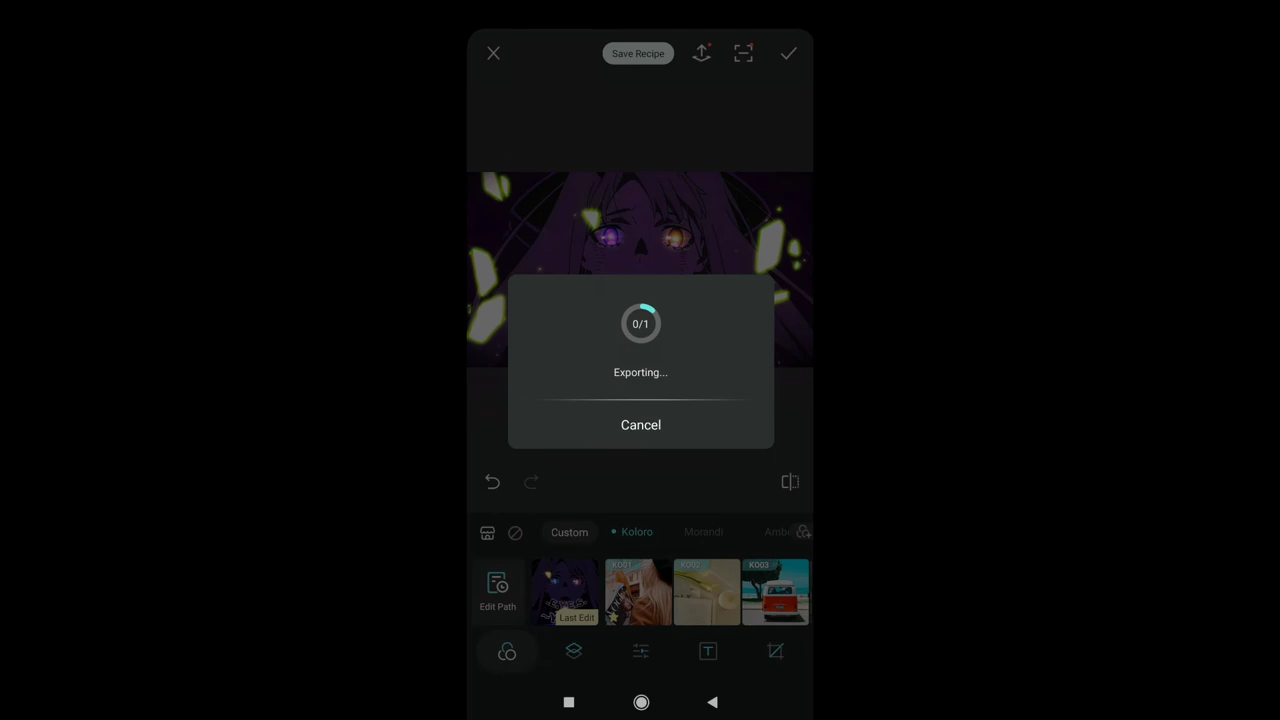 Save Recipe
0/1
Exporting...
Cancel
Custom
Koloro
Morandi
K001
K002
K003
Edit Path
Last Edit